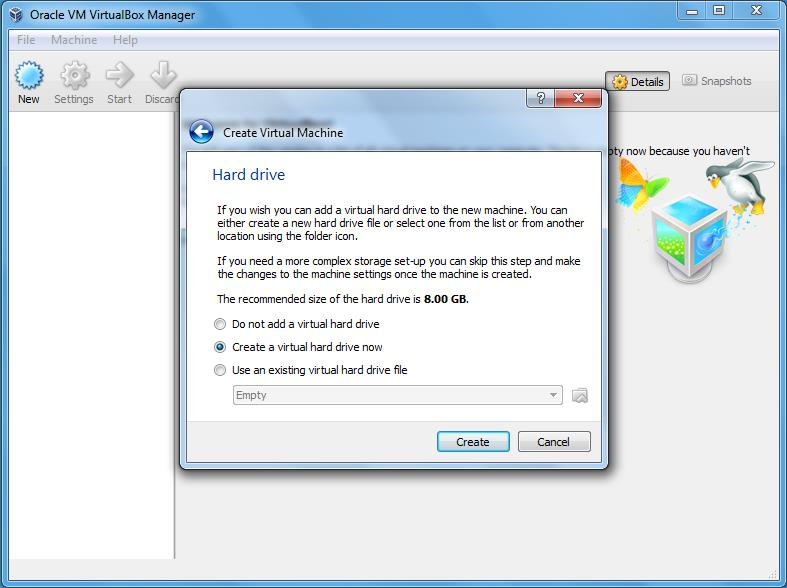 Oracle VM VirtualBox Manager
File Machine Help
New Settings Start Discard
Details Snapshots
pty now because you haven't
?
Create Virtual Machine
Hard drive
If you wish you can add a virtual hard drive to the new machine. You can
either create a new hard drive file or select one from the list or from another
location using the folder icon.
If you need a more complex storage set-up you can skip this step and make
the changes to the machine settings once the machine is created.
The recommended size of the hard drive is 8.00 GB.
Do not add a virtual hard drive
Create a virtual hard drive now
Use an existing virtual hard drive file
Empty
Create Cancel